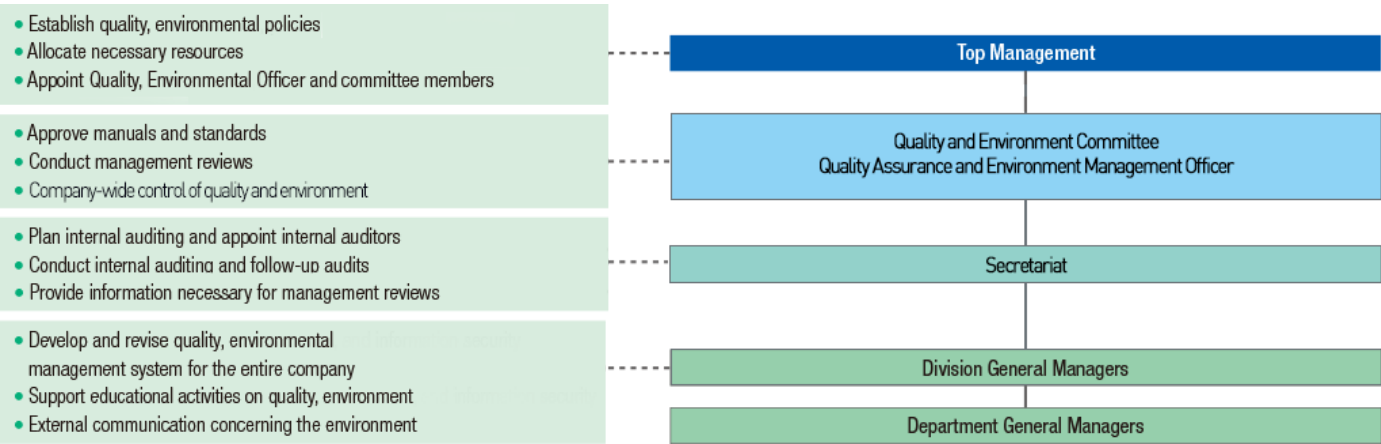 • Establish quality, environmental policies
• Allocate necessary resources
• Appoint Quality, Environmental Officer and committee members
Top Management
• Approve manuals and standards
• Conduct management reviews
• Company-wide control of quality and environment
Quality and Environment Committee
Quality Assurance and Environment Management Officer
• Plan internal auditing and appoint internal auditors
• Conduct internal auditing and follow-up audits
• Provide information necessary for management reviews
Secretariat
• Develop and revise quality, environmental
management system for the entire company
• Support educational activities on quality, environment
• External communication concerning the environment
Division General Managers
Department General Managers